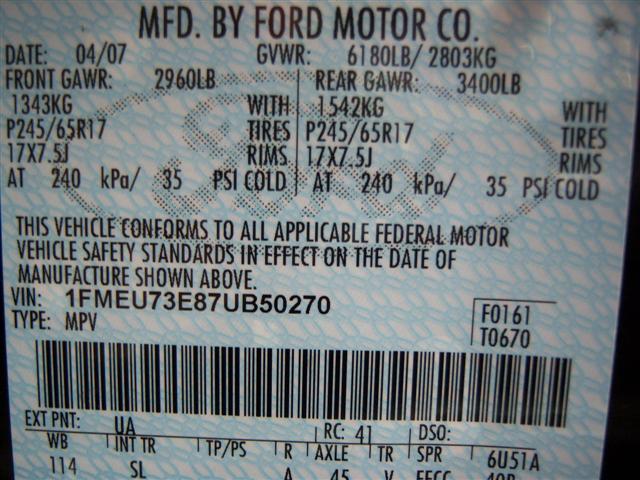 MFD. BY FORD MOTOR CO.
DATE: 04/07 GVWR: 6180LB/ 2803KG
FRONT GAWR: 2960LB REAR GAWR: 3400LB
1343KG WITH 1542KG WITH
P245/65R17 TIRES P245/65R17 TIRES
17X7.5J RIMS 17X7.5J RIMS
AT 240 kPa/ 35 PSI COLD AT 240 kPa/ 35 PSI COLD
Ford
THIS VEHICLE CONFORMS TO ALL APPLICABLE FEDERAL MOTOR
VEHICLE SAFETY STANDARDS IN EFFECT ON THE DATE OF
MANUFACTURE SHOWN ABOVE.
VIN: 1FMEU73E87UB50270
TYPE: MPV
F0161
T0670
EXT PNT: UA RC: 41 DSO:
WB INT TR TP/PS R AXLE TR SPR 6U51A
114 SL A 45 V